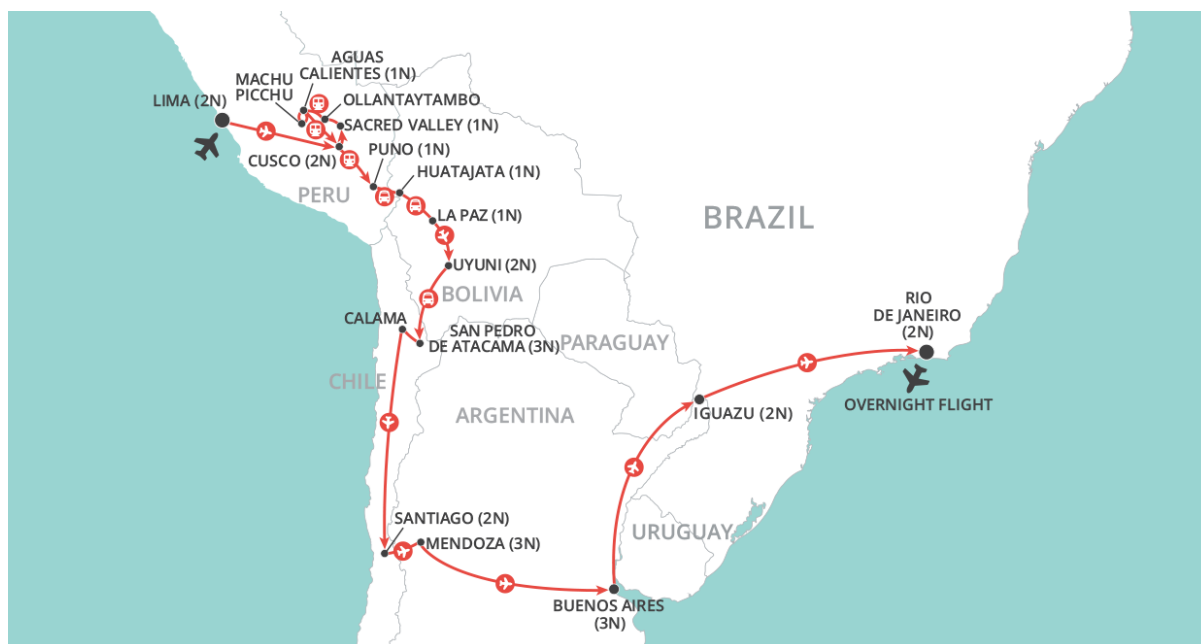 AGUAS
CALIENTES (1N)
MACHU
PICCHU
LIMA (2N)
OLLANTAYTAMBO
SACRED VALLEY (1N)
CUSCO (2N)
PUNO (1N)
HUATAJATA (1N)
PERU
LA PAZ (1N)
BRAZIL
UYUNI (2N)
BOLIVIA
CALAMA
SAN PEDRO
DE ATACAMA (3N)
PARAGUAY
RIO
DE JANEIRO
(2N)
CHILE
OVERNIGHT FLIGHT
ARGENTINA
IGUAZU (2N)
SANTIAGO (2N)
MENDOZA (3N)
URUGUAY
BUENOS AIRES
(3N)